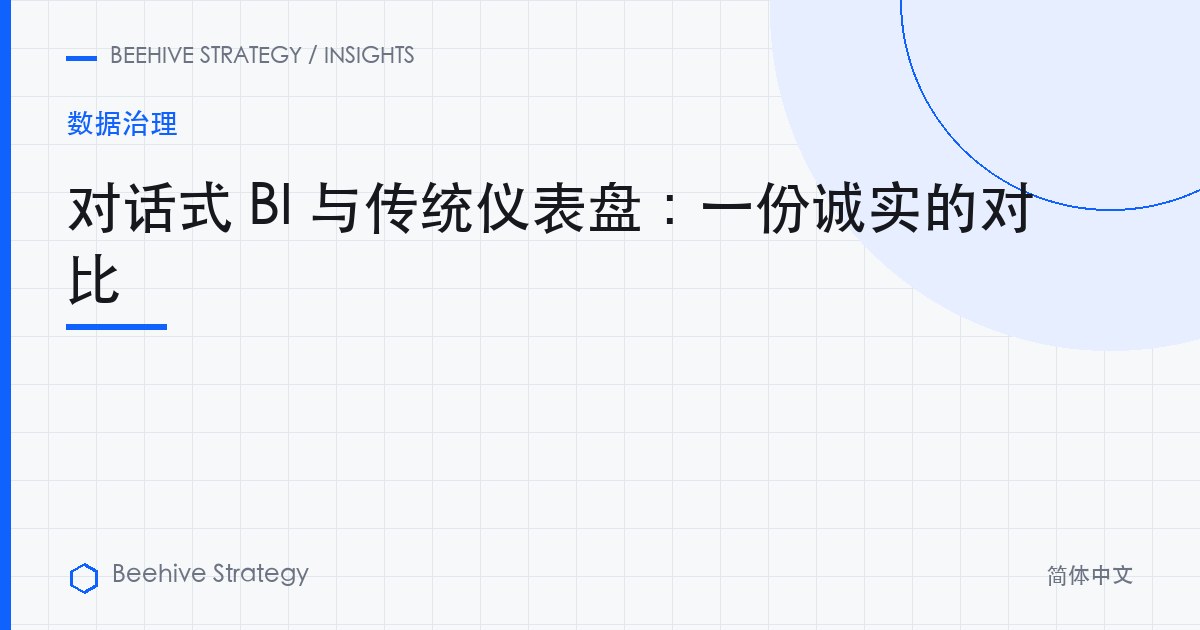 BEEHIVE STRATEGY / INSIGHTS
数据治理
对话式 BI 与传统仪表盘：一份诚实的对
比
Beehive Strategy
简体中文